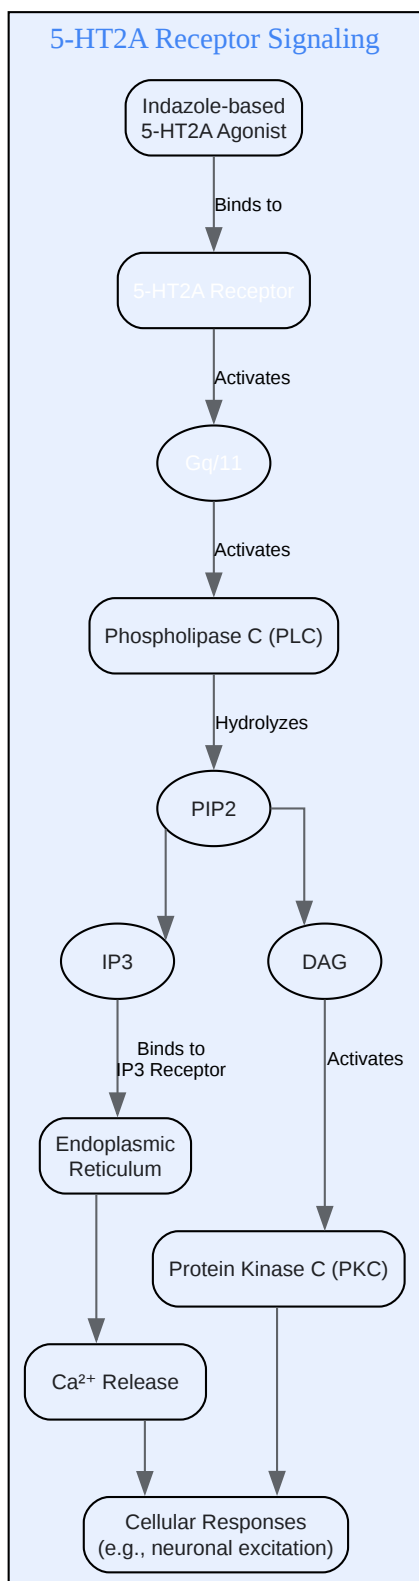 5-HT2A Receptor Signaling
Indazole-based
5-HT2A Agonist
Binds to
5-HT2A Receptor
Activates
Gq/11
Activates
Phospholipase C (PLC)
Hydrolyzes
PIP2
IP3
DAG
Binds to
IP3 Receptor
Activates
Endoplasmic
Reticulum
Protein Kinase C (PKC)
Ca²⁺ Release
Cellular Responses
(e.g., neuronal excitation)